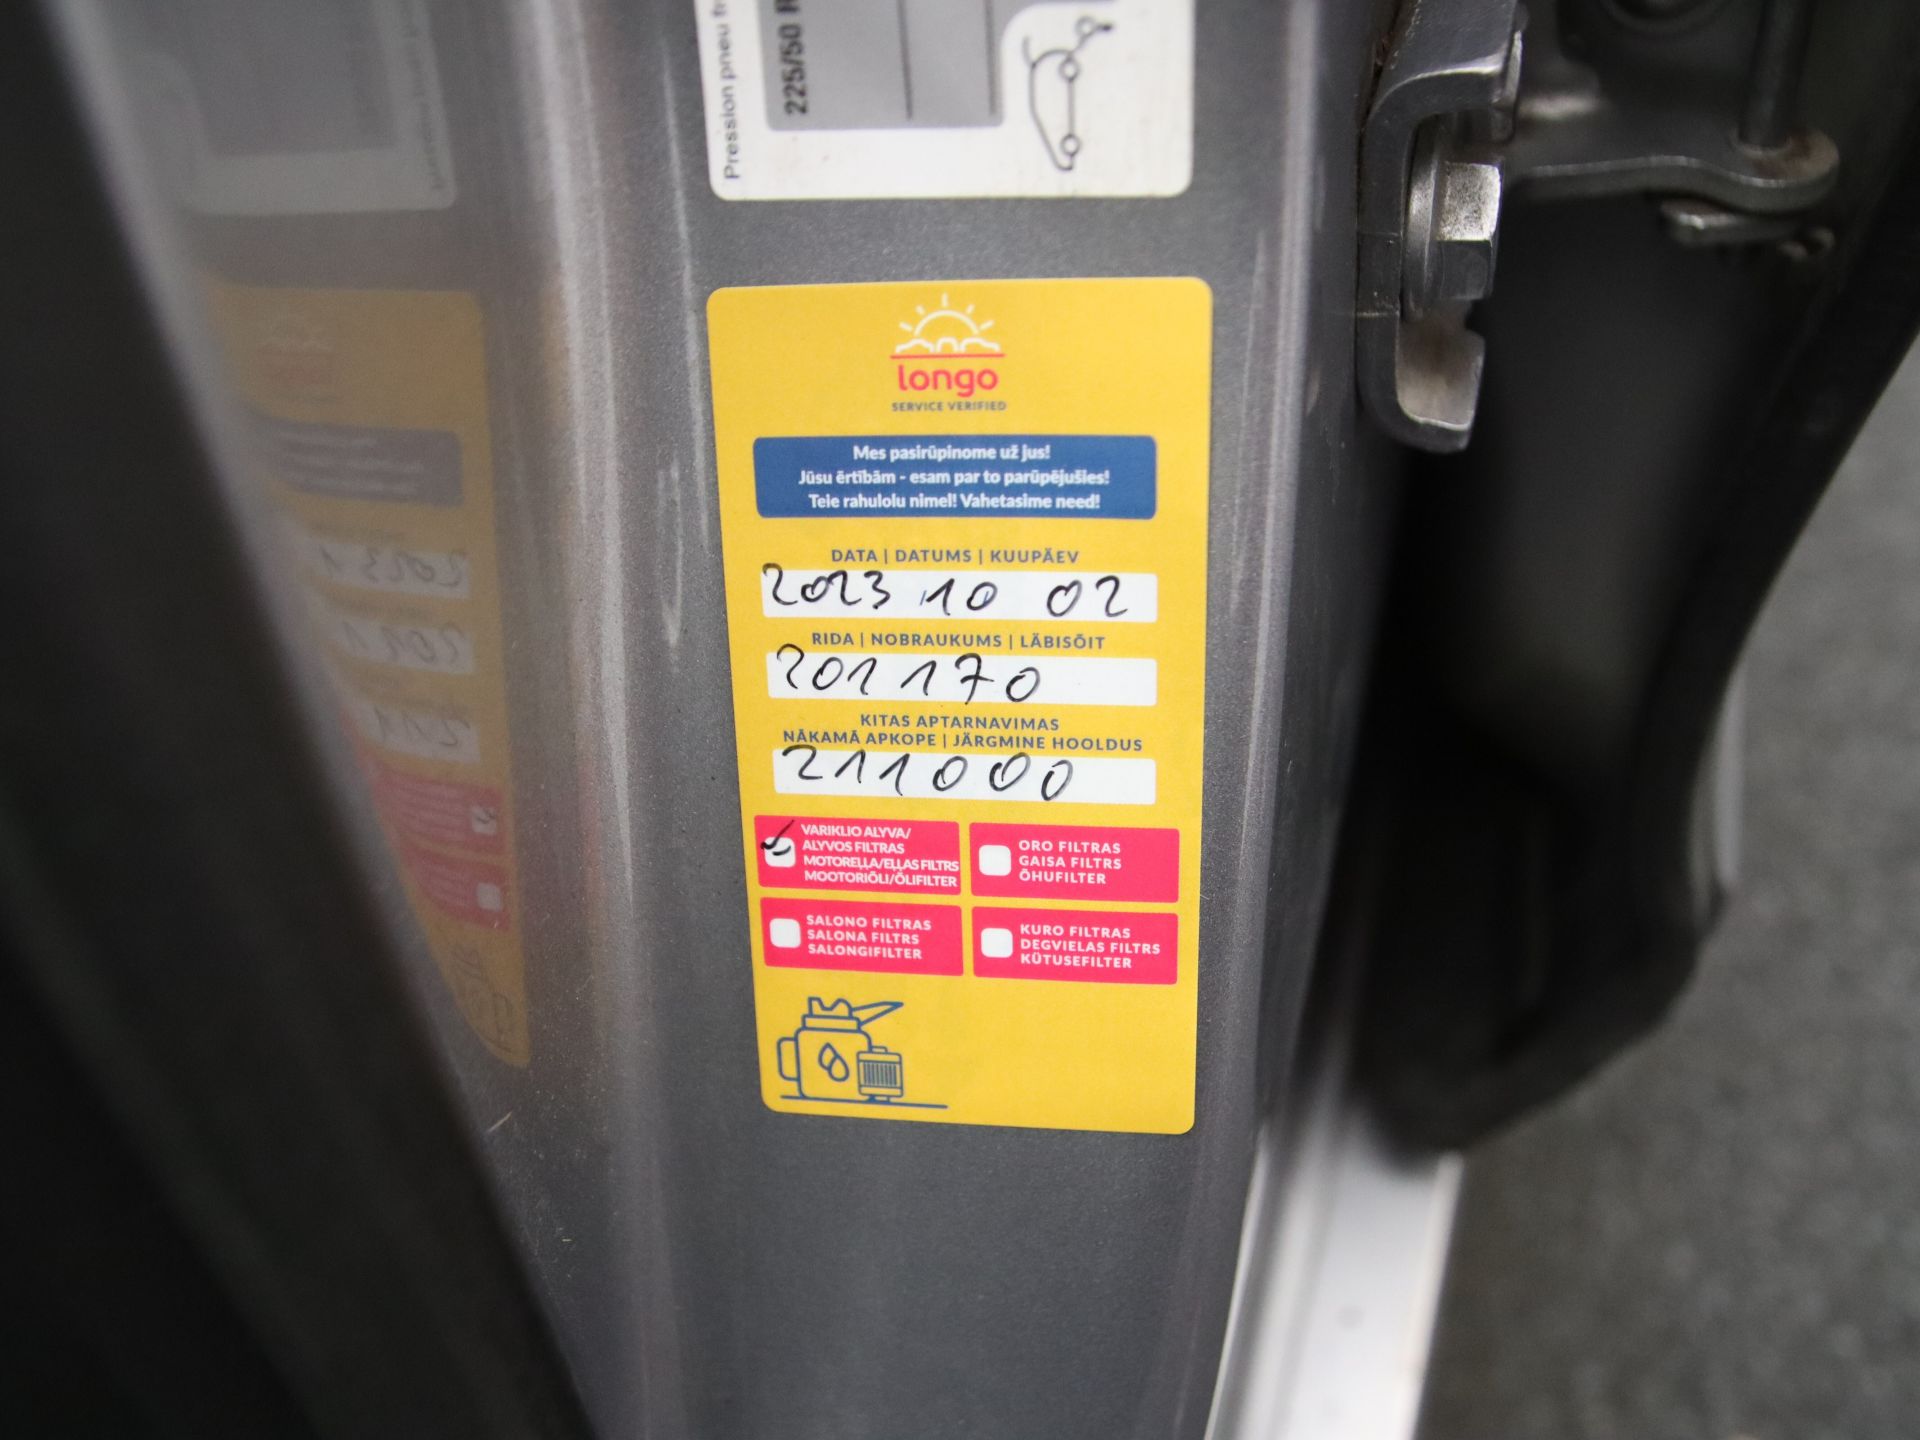 Pression pneu
225/50 R
longo
SERVICE VERIFIED
Mes pasirūpinome už jus!
Jūsu ērtībām - esam par to parūpējušies!
Teie rahulolu nimel! Vahetasime need!
DATA | DATUMS | KUUPÄEV
2023 10 02
RIDA | NOBRAUKUMS | LÄBISÕIT
201170
KITAS APTARNAVIMAS
NĀKAMĀ APKOPE | JÄRGMINE HOOLDUS
211000
VARIKLIO ALYVA/
ALYVOS FILTRAS
MOTOREĻĻA/EĻĻAS FILTRS
MOOTORIÕLI/ÕLIFILTER
ORO FILTRAS
GAISA FILTRS
ÕHUFILTER
SALONO FILTRAS
SALONA FILTRS
SALONGIFILTER
KURO FILTRAS
DEGVIELAS FILTRS
KÜTUSEFILTER